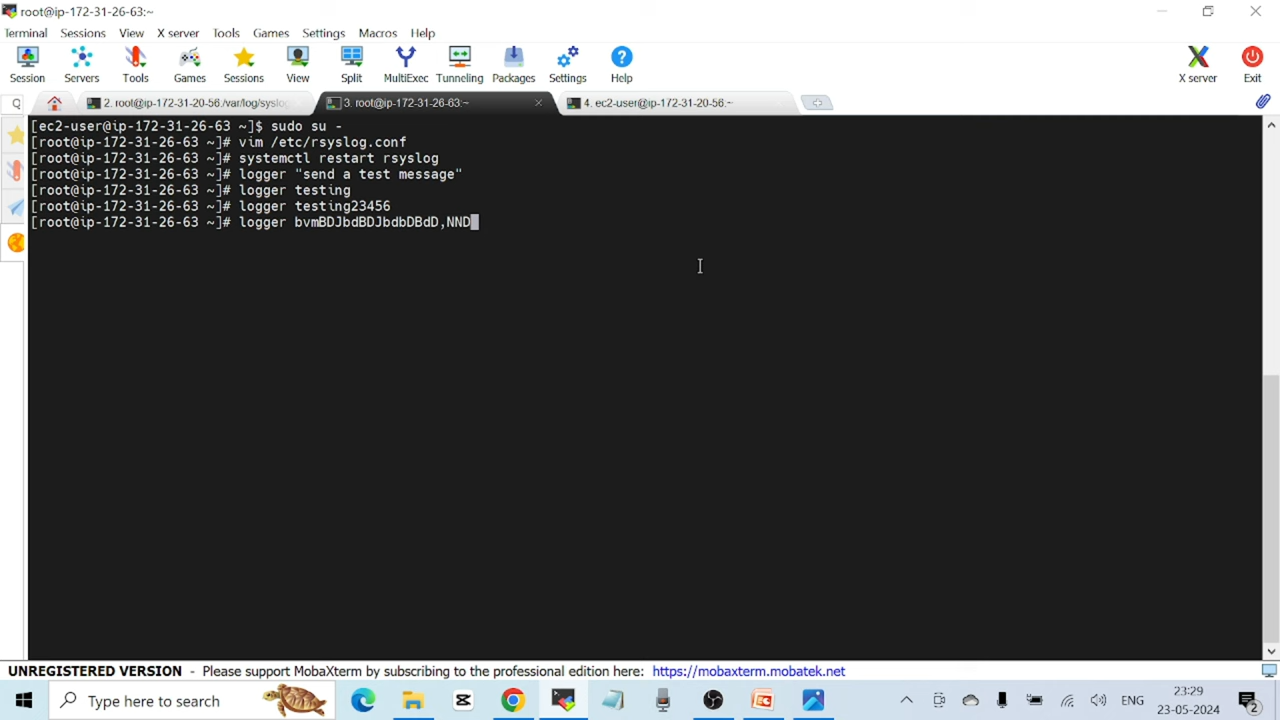 root@ip-172-31-26-63:~
Terminal Sessions View X server Tools Games Settings Macros Help
Session Servers Tools Games Sessions View Split MultiExec Tunneling Packages Settings Help X server Exit
2. root@ip-172-31-20-56:/var/log/syslog 3. root@ip-172-31-26-63:~ 4. ec2-user@ip-172-31-20-56:~
[ec2-user@ip-172-31-26-63 ~]$ sudo su -
[root@ip-172-31-26-63 ~]# vim /etc/rsyslog.conf
[root@ip-172-31-26-63 ~]# systemctl restart rsyslog
[root@ip-172-31-26-63 ~]# logger "send a test message"
[root@ip-172-31-26-63 ~]# logger testing
[root@ip-172-31-26-63 ~]# logger testing23456
[root@ip-172-31-26-63 ~]# logger bvmBDJbdBDJbdbDBdD,NND
UNREGISTERED VERSION - Please support MobaXterm by subscribing to the professional edition here: https://mobaxterm.mobatek.net
Type here to search
ENG
23:29
23-05-2024
2